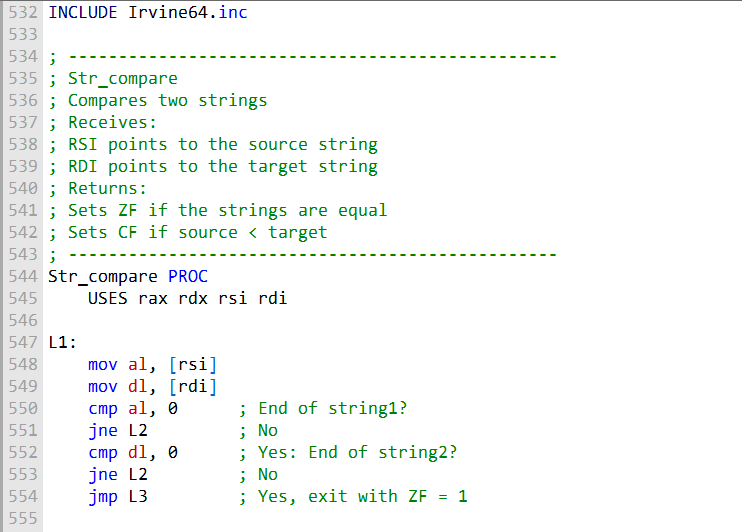 532 INCLUDE Irvine64.inc
533
534 ; -------------------------------------------------
535 ; Str_compare
536 ; Compares two strings
537 ; Receives:
538 ; RSI points to the source string
539 ; RDI points to the target string
540 ; Returns:
541 ; Sets ZF if the strings are equal
542 ; Sets CF if source < target
543 ; -------------------------------------------------
544 Str_compare PROC
545     USES rax rdx rsi rdi
546
547 L1:
548     mov al, [rsi]
549     mov dl, [rdi]
550     cmp al, 0      ; End of string1?
551     jne L2         ; No
552     cmp dl, 0      ; Yes: End of string2?
553     jne L2         ; No
554     jmp L3         ; Yes, exit with ZF = 1
555